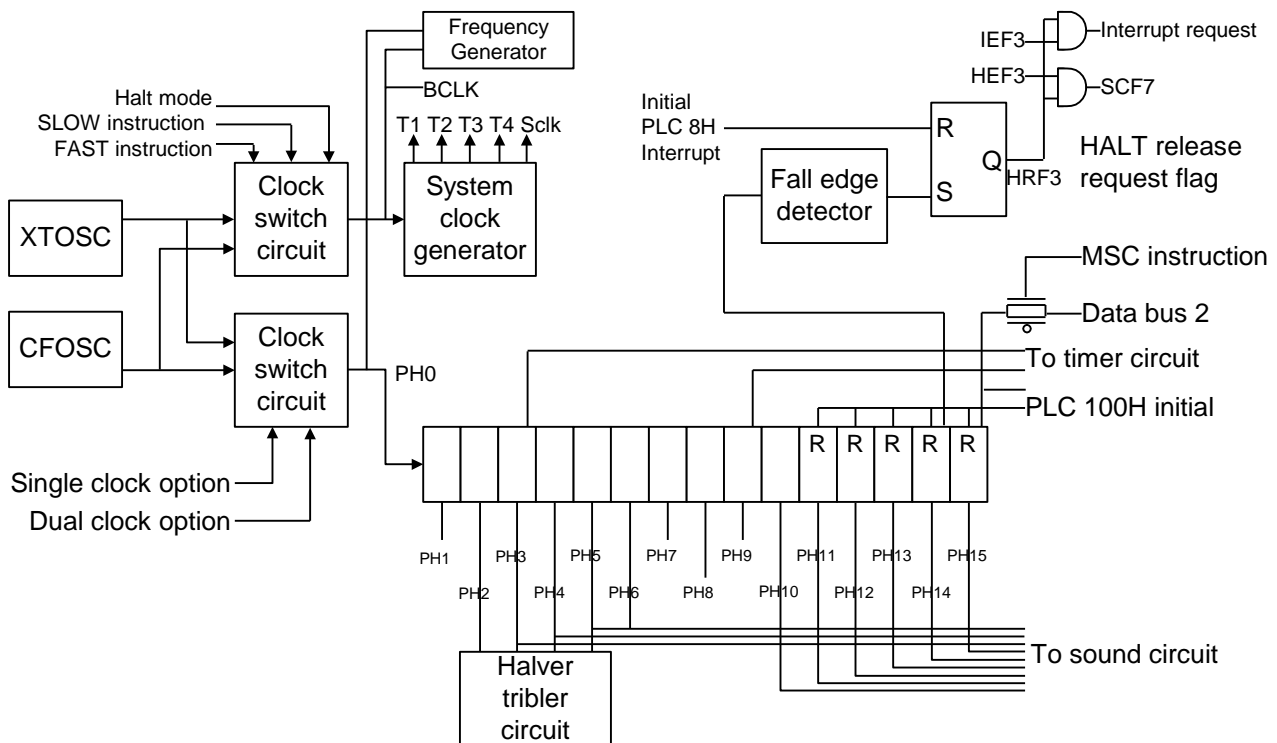 Frequency
Generator
BCLK
Halt mode
SLOW instruction
FAST instruction
T1 T2 T3 T4 Sclk
Clock
switch
circuit
System
clock
generator
XTOSC
CFOSC
Clock
switch
circuit
PH0
Single clock option
Dual clock option
Initial
PLC 8H
Interrupt
Fall edge
detector
R
S
Q
HRF3
IEF3
HEF3
Interrupt request
SCF7
HALT release
request flag
MSC instruction
Data bus 2
To timer circuit
PLC 100H initial
R R R R R
PH1 PH3 PH5 PH7 PH9 PH11 PH13 PH15
PH2 PH4 PH6 PH8 PH10 PH12 PH14
Halver
tribler
circuit
To sound circuit